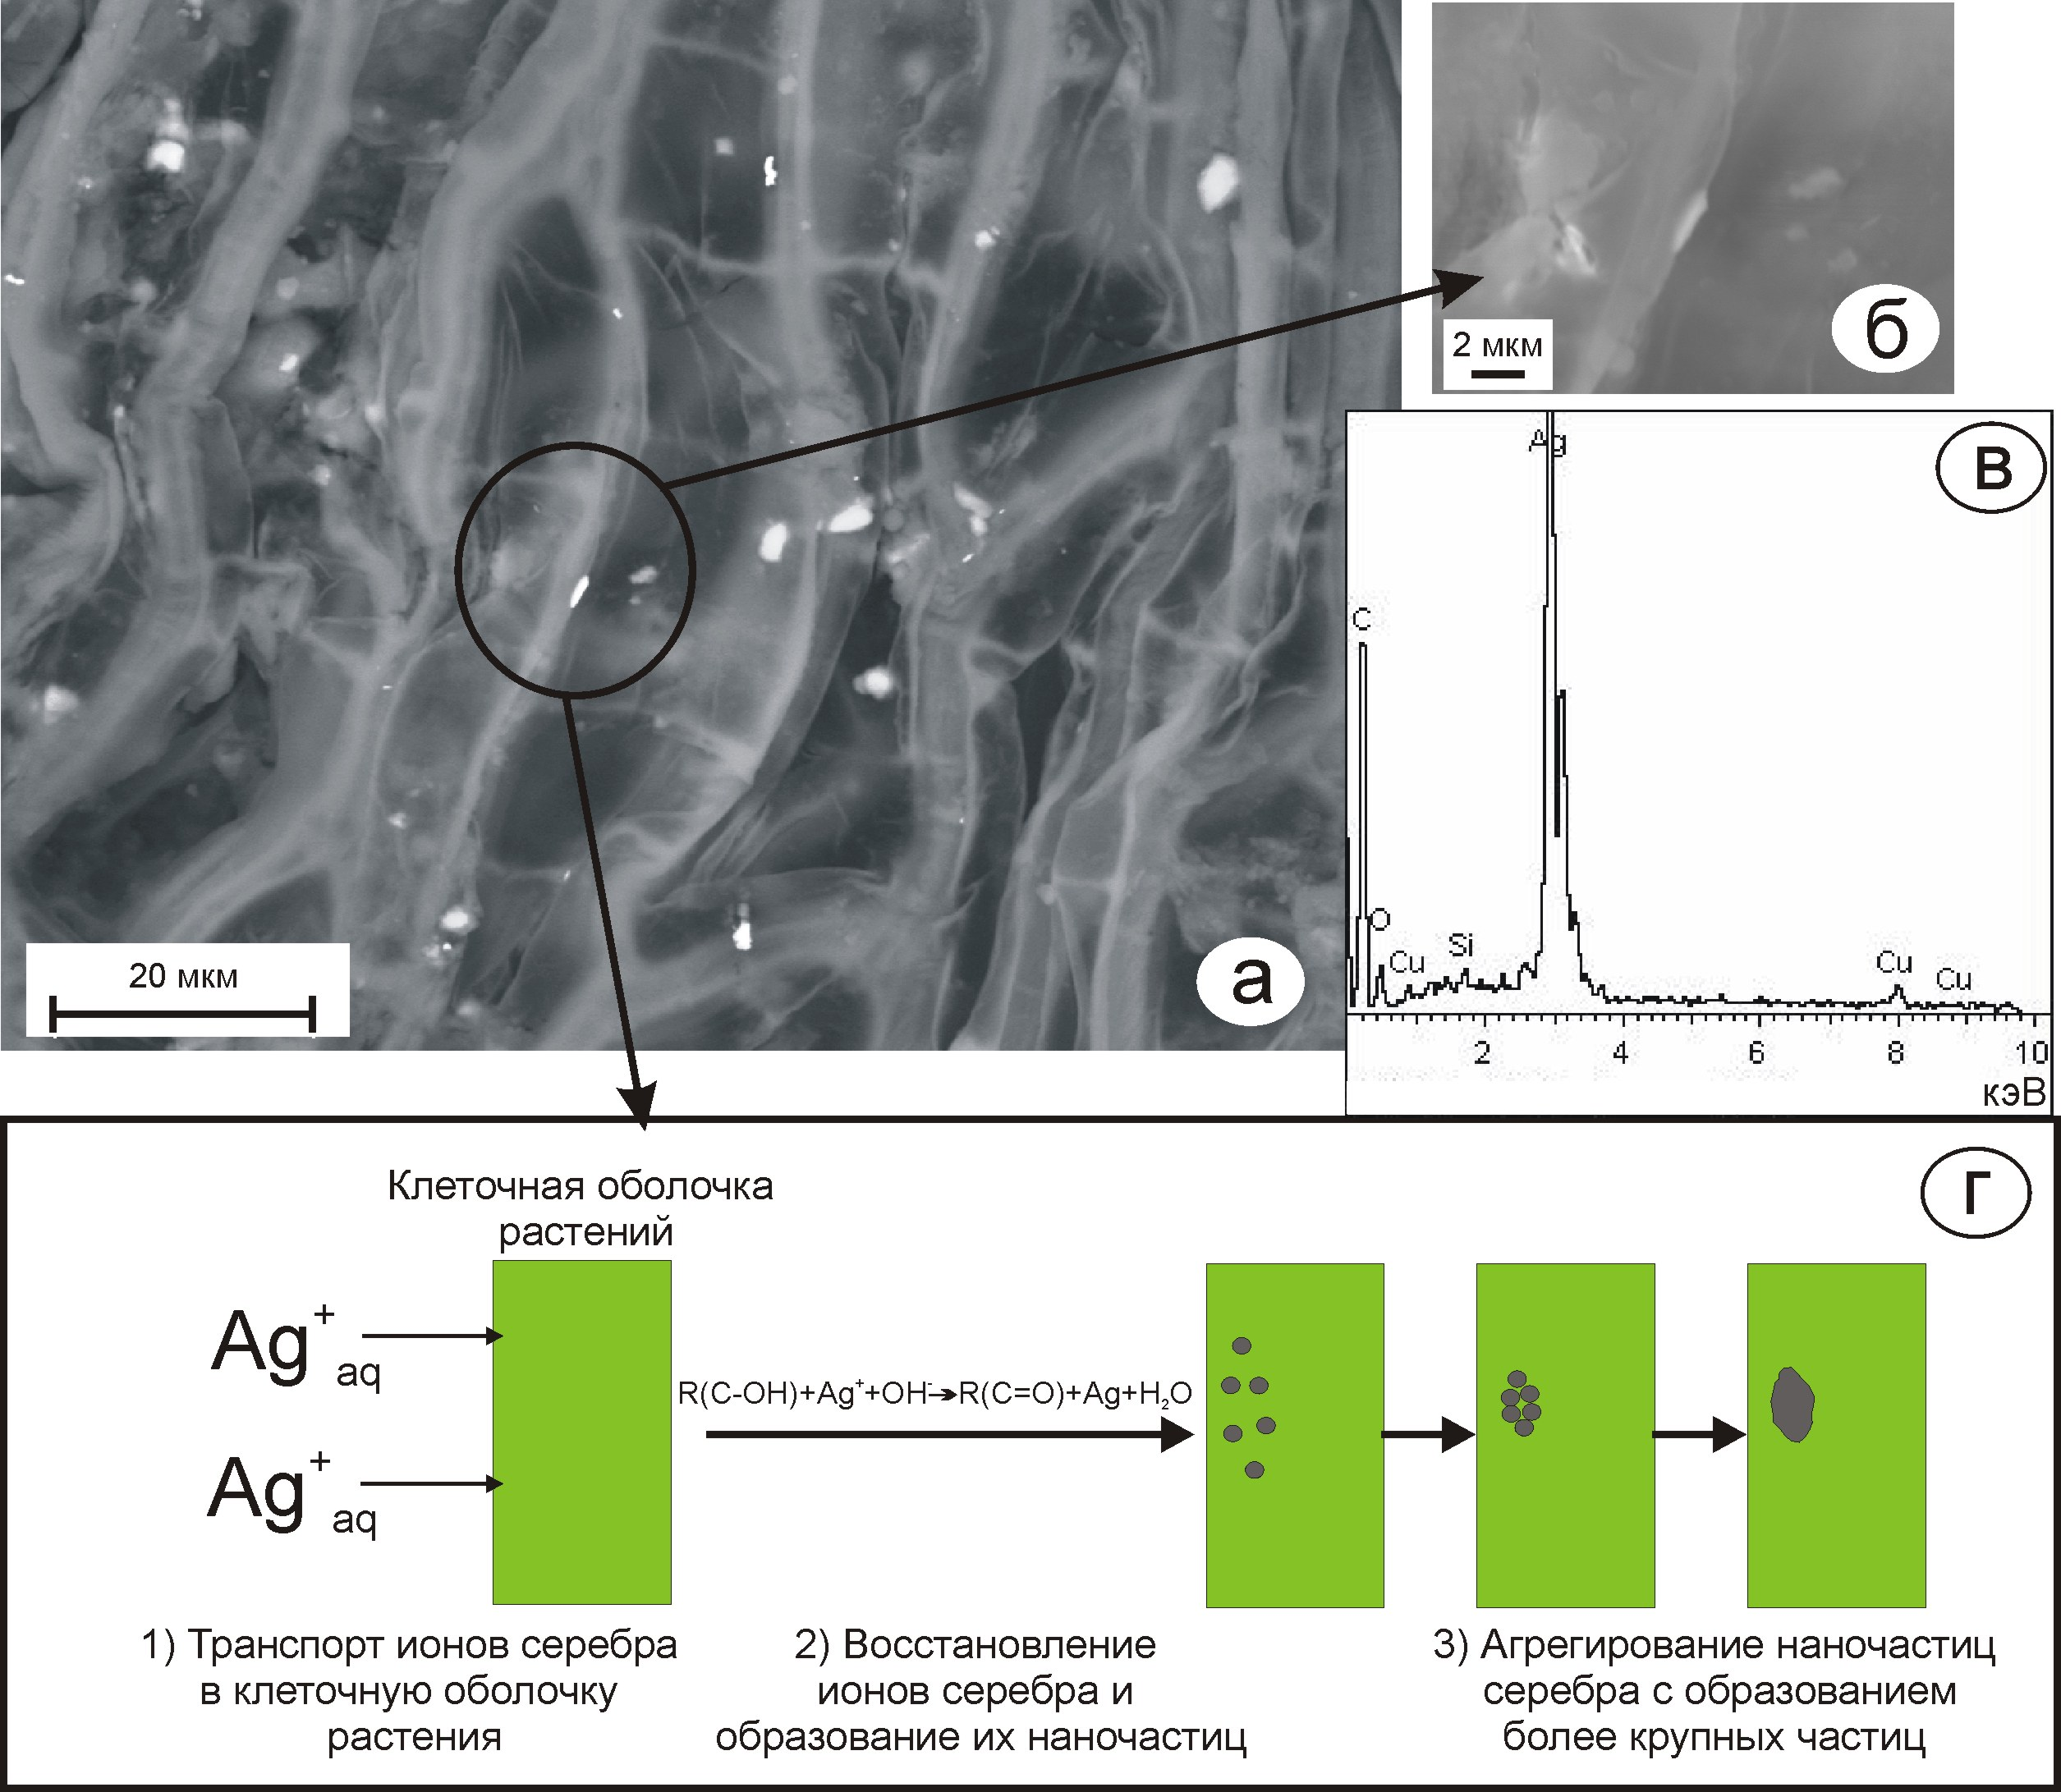 20 мкм
а
2 мкм
б
в
Ag
C
O
Cu
Si
Cu
Cu
2 4 6 8 10
кэВ
г
Клеточная оболочка
растений
Ag⁺aq
Ag⁺aq
R(C-OH)+Ag⁺+OH⁻→R(C=O)+Ag+H₂O
1) Транспорт ионов серебра
в клеточную оболочку
растения
2) Восстановление
ионов серебра и
образование их наночастиц
3) Агрегирование наночастиц
серебра с образованием
более крупных частиц